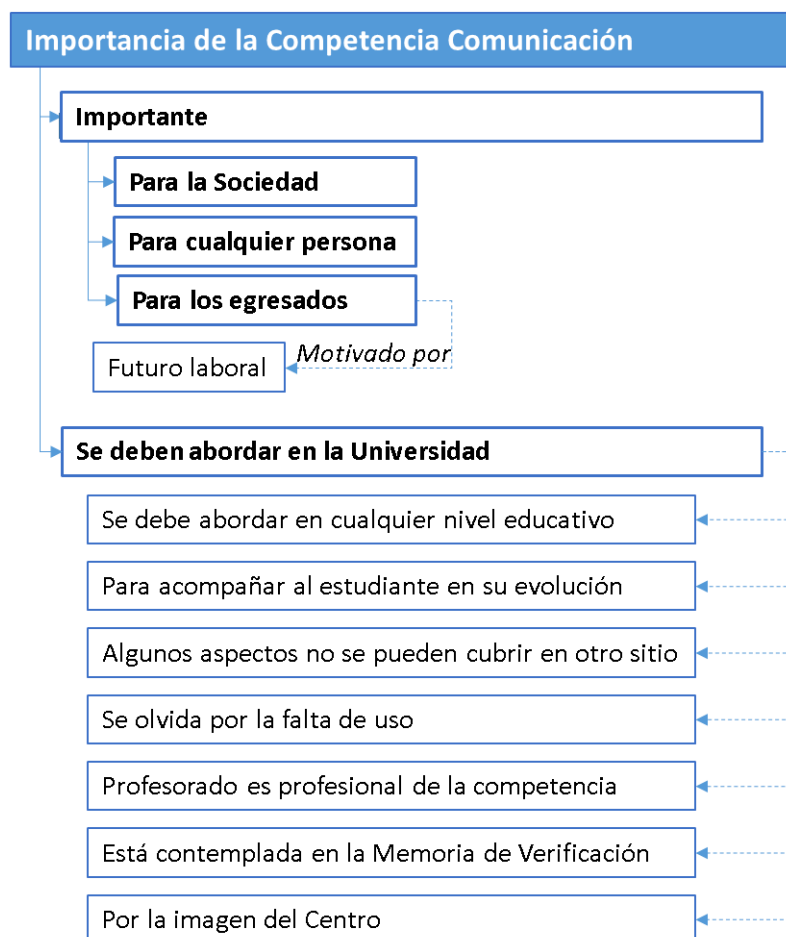 Importancia de la Competencia Comunicación
Importante
Para la Sociedad
Para cualquier persona
Para los egresados
Motivado por
Futuro laboral
Se deben abordar en la Universidad
Se debe abordar en cualquier nivel educativo
Para acompañar al estudiante en su evolución
Algunos aspectos no se pueden cubrir en otro sitio
Se olvida por la falta de uso
Profesorado es profesional de la competencia
Está contemplada en la Memoria de Verificación
Por la imagen del Centro